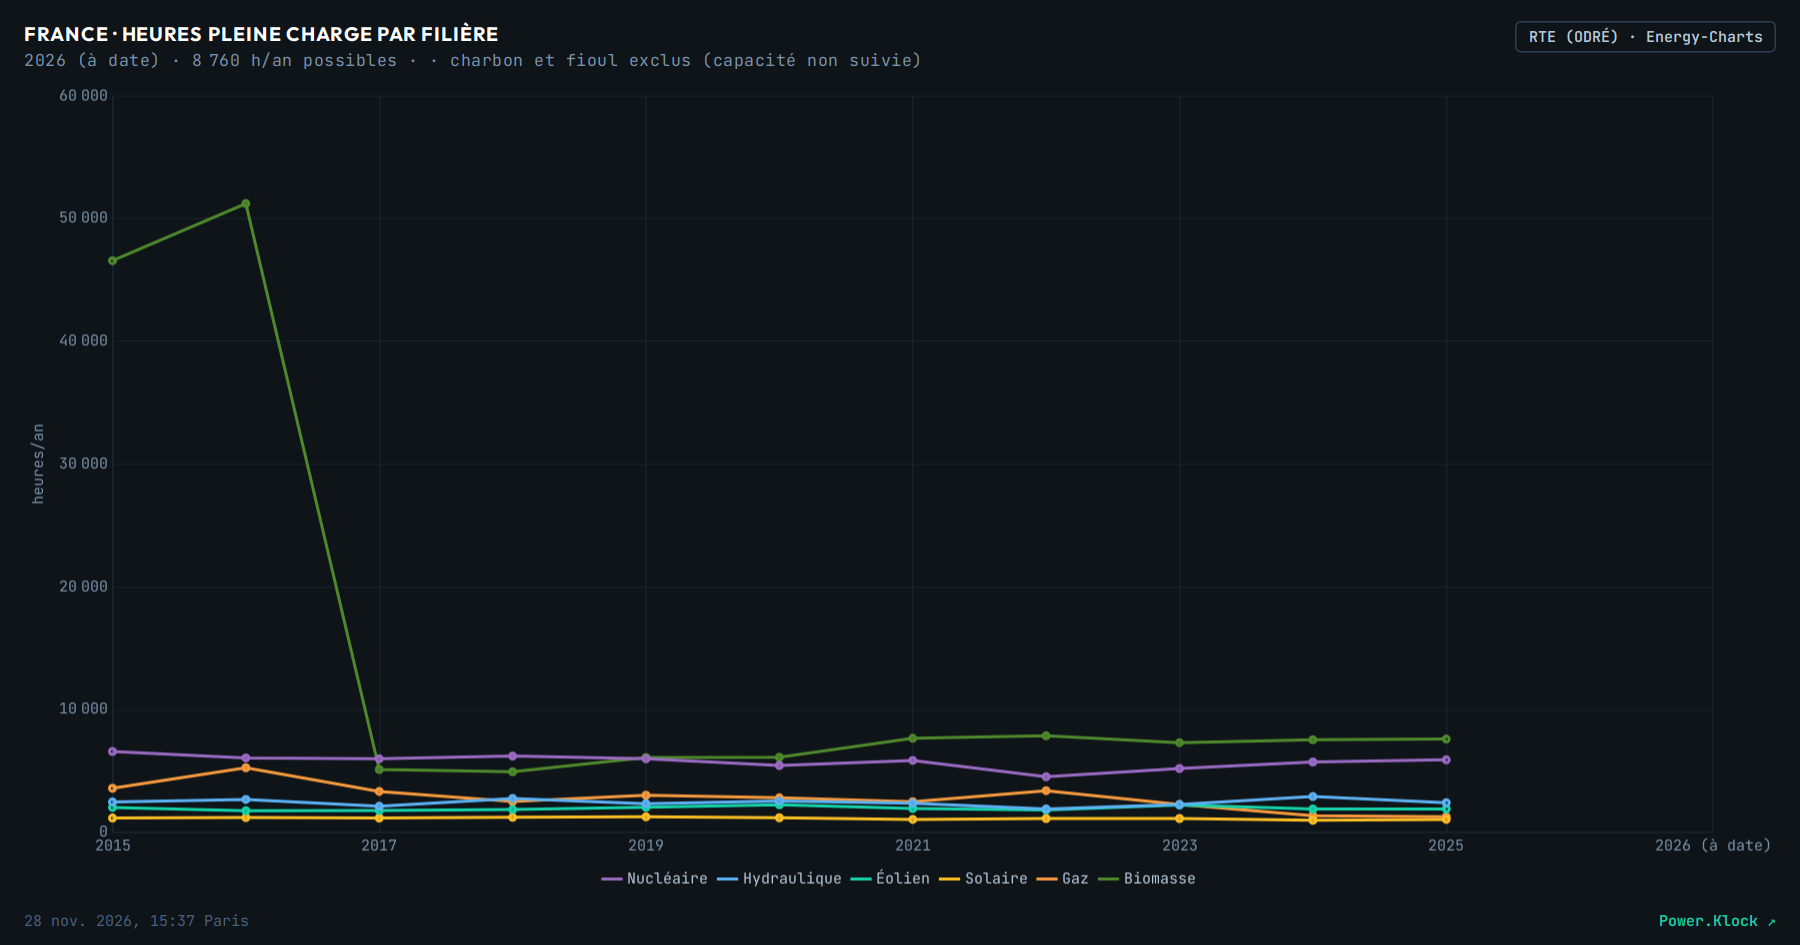 FRANCE · HEURES PLEINE CHARGE PAR FILIÈRE
2026 (à date) · 8 760 h/an possibles · · charbon et fioul exclus (capacité non suivie)
RTE (ODRÉ) · Energy-Charts
60 000
50 000
40 000
30 000
20 000
10 000
0
heures/an
2015 2017 2019 2021 2023 2025 2026 (à date)
Nucléaire Hydraulique Éolien Solaire Gaz Biomasse
28 nov. 2026, 15:37 Paris
Power.Klock ↗